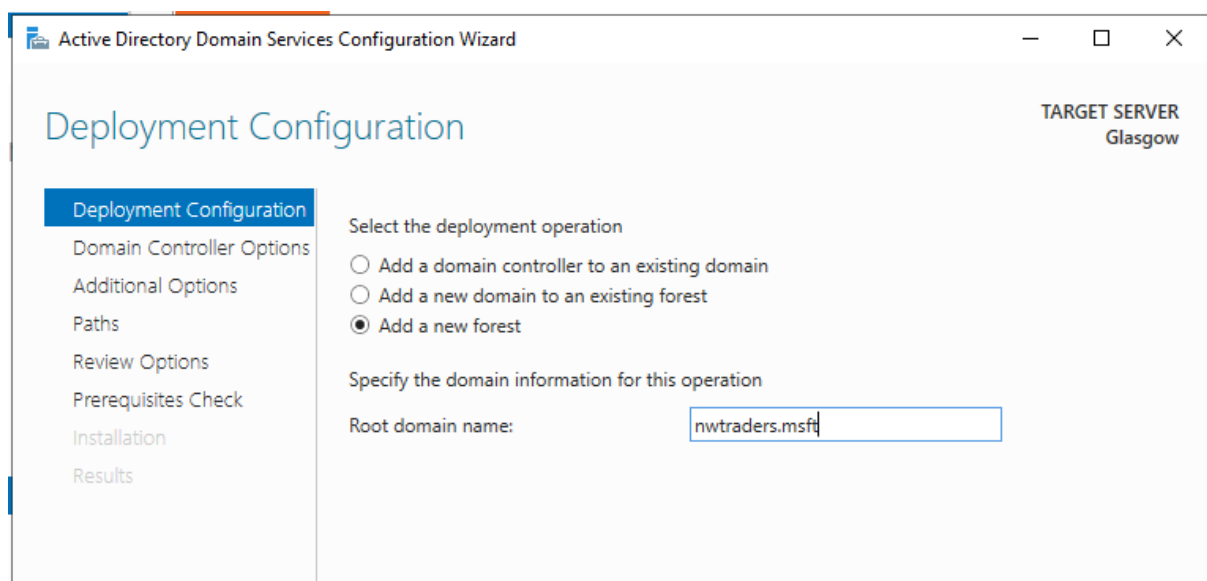 Active Directory Domain Services Configuration Wizard
Deployment Configuration
TARGET SERVER
Glasgow
Deployment Configuration
Domain Controller Options
Additional Options
Paths
Review Options
Prerequisites Check
Installation
Results
Select the deployment operation
Add a domain controller to an existing domain
Add a new domain to an existing forest
Add a new forest
Specify the domain information for this operation
Root domain name: nwtraders.msft